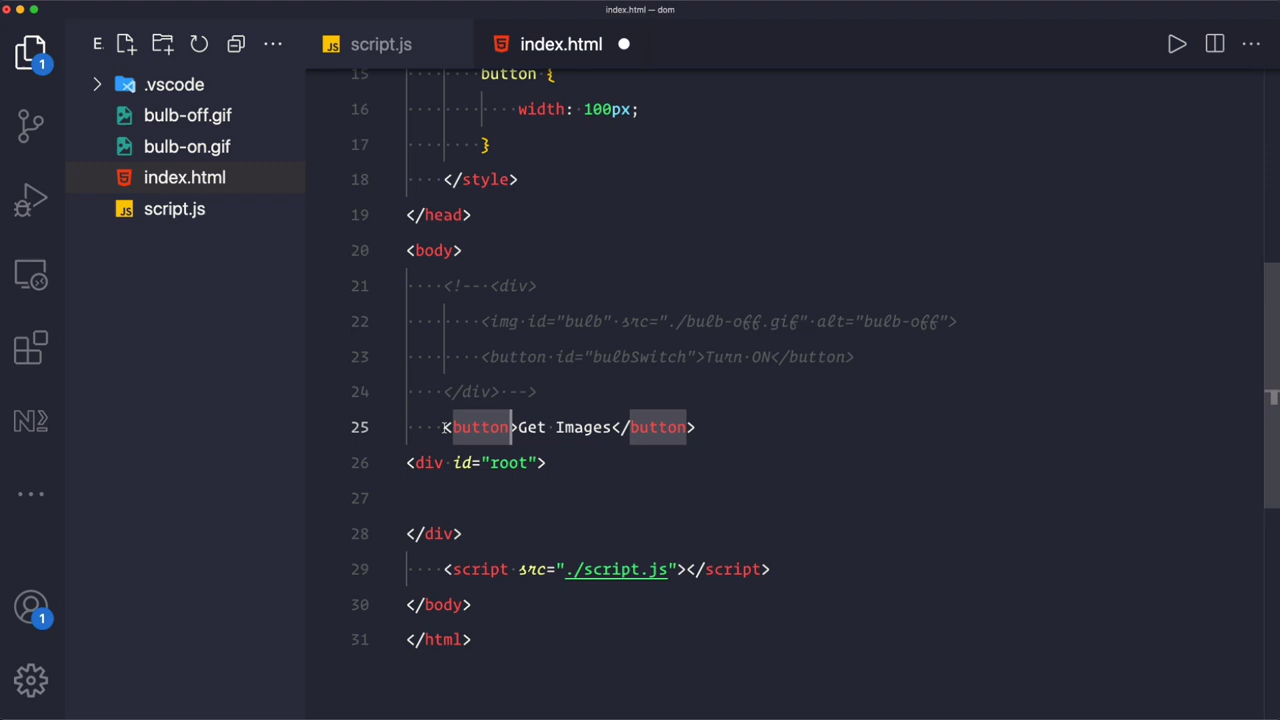 index.html — dom
E
script.js
index.html
.vscode
bulb-off.gif
bulb-on.gif
index.html
script.js
1
1
15 button {
16 width: 100px;
17 }
18 </style>
19 </head>
20 <body>
21 <!-- <div>
22 <img id="bulb" src="./bulb-off.gif" alt="bulb-off">
23 <button id="bulbSwitch">Turn ON</button>
24 </div> -->
25 <button>Get Images</button>
26 <div id="root">
27
28 </div>
29 <script src="./script.js"></script>
30 </body>
31 </html>